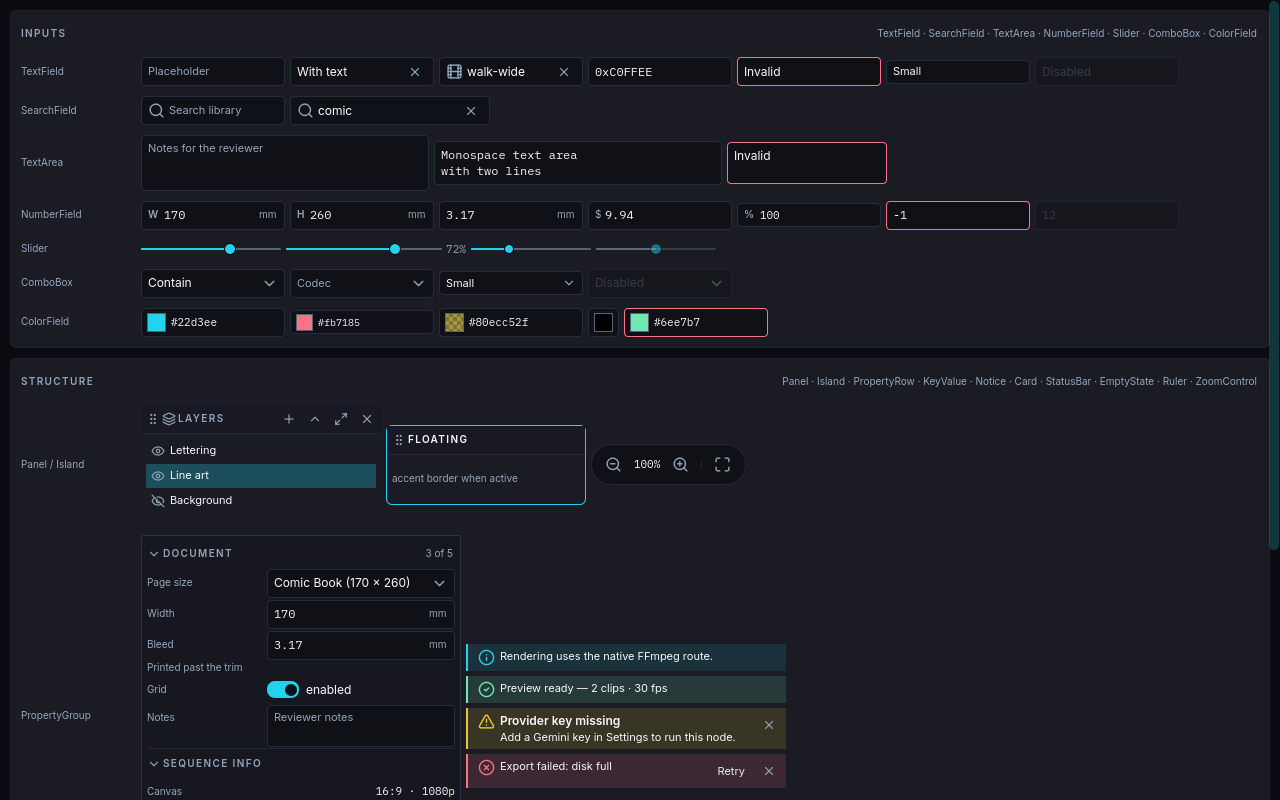 INPUTS
TextField · SearchField · TextArea · NumberField · Slider · ComboBox · ColorField
TextField
Placeholder
With text
walk-wide
0xC0FFEE
Invalid
Small
Disabled
SearchField
Search library
comic
TextArea
Notes for the reviewer
Monospace text area
with two lines
Invalid
NumberField
W 170 mm
H 260 mm
3.17 mm
$ 9.94
% 100
-1
12
Slider
72%
ComboBox
Contain
Codec
Small
Disabled
ColorField
#22d3ee
#fb7185
#80ecc52f
#6ee7b7
STRUCTURE
Panel · Island · PropertyRow · KeyValue · Notice · Card · StatusBar · EmptyState · Ruler · ZoomControl
Panel / Island
LAYERS
Lettering
Line art
Background
FLOATING
accent border when active
100%
PropertyGroup
DOCUMENT
3 of 5
Page size
Comic Book (170 × 260)
Width
170 mm
Bleed
3.17 mm
Printed past the trim
Grid
enabled
Notes
Reviewer notes
SEQUENCE INFO
Canvas
16:9 · 1080p
Rendering uses the native FFmpeg route.
Preview ready — 2 clips · 30 fps
Provider key missing
Add a Gemini key in Settings to run this node.
Export failed: disk full
Retry